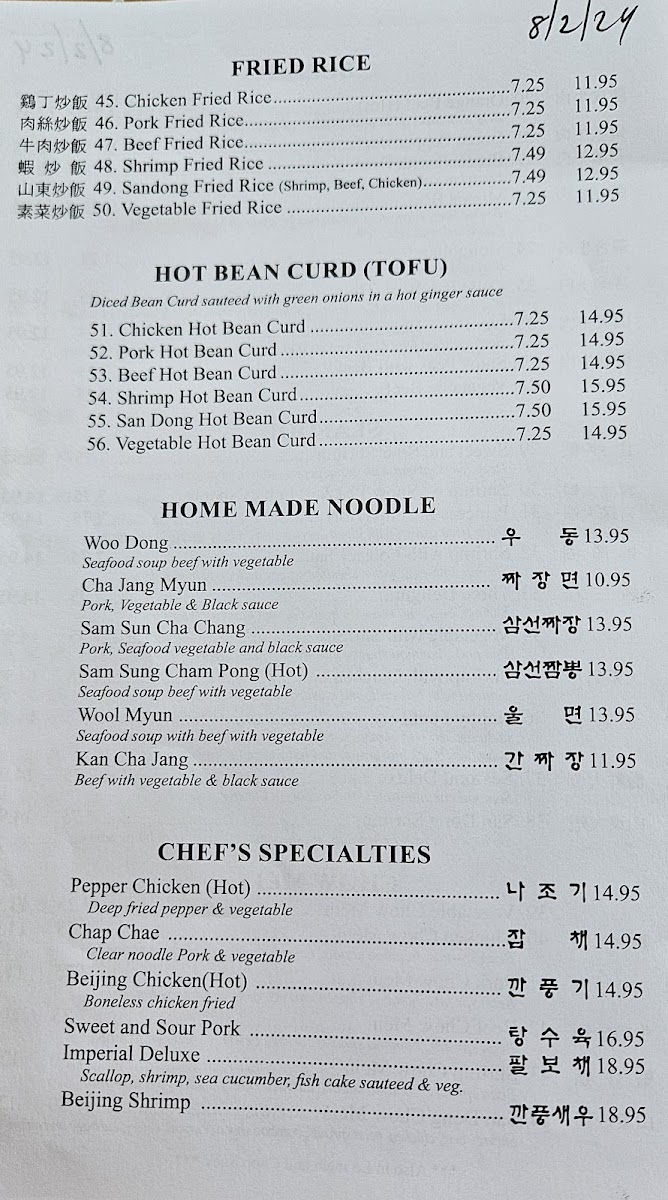 8/2/24
FRIED RICE
鷄丁炒飯 45. Chicken Fried Rice 7.25 11.95
肉絲炒飯 46. Pork Fried Rice 7.25 11.95
牛肉炒飯 47. Beef Fried Rice 7.25 11.95
蝦 炒 飯 48. Shrimp Fried Rice 7.49 12.95
山東炒飯 49. Sandong Fried Rice (Shrimp, Beef, Chicken) 7.49 12.95
素菜炒飯 50. Vegetable Fried Rice 7.25 11.95
HOT BEAN CURD (TOFU)
Diced Bean Curd sauteed with green onions in a hot ginger sauce
51. Chicken Hot Bean Curd 7.25 14.95
52. Pork Hot Bean Curd 7.25 14.95
53. Beef Hot Bean Curd 7.25 14.95
54. Shrimp Hot Bean Curd 7.50 15.95
55. San Dong Hot Bean Curd 7.50 15.95
56. Vegetable Hot Bean Curd 7.25 14.95
HOME MADE NOODLE
Woo Dong 우 동 13.95
Seafood soup beef with vegetable
Cha Jang Myun 짜 장 면 10.95
Pork, Vegetable & Black sauce
Sam Sun Cha Chang 삼선짜장 13.95
Pork, Seafood vegetable and black sauce
Sam Sung Cham Pong (Hot) 삼선짬뽕 13.95
Seafood soup beef with vegetable
Wool Myun 울 면 13.95
Seafood soup with beef with vegetable
Kan Cha Jang 간 짜 장 11.95
Beef with vegetable & black sauce
CHEF'S SPECIALTIES
Pepper Chicken (Hot) 나 조 기 14.95
Deep fried pepper & vegetable
Chap Chae 잡 채 14.95
Clear noodle Pork & vegetable
Beijing Chicken(Hot) 깐 풍 기 14.95
Boneless chicken fried
Sweet and Sour Pork 탕 수 육 16.95
Imperial Deluxe 팔 보 채 18.95
Scallop, shrimp, sea cucumber, fish cake sauteed & veg.
Beijing Shrimp 깐풍새우 18.95